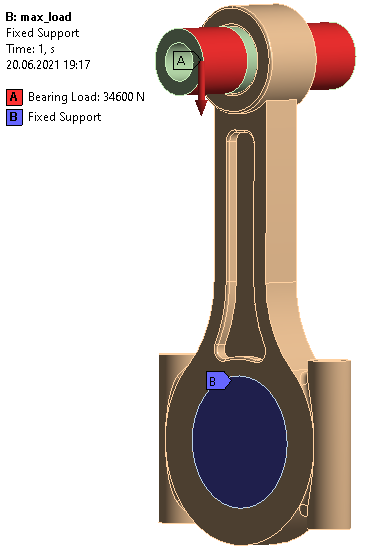 B: max_load
Fixed Support
Time: 1, s
20.06.2021 19:17
A Bearing Load: 34600 N
B Fixed Support
A
B